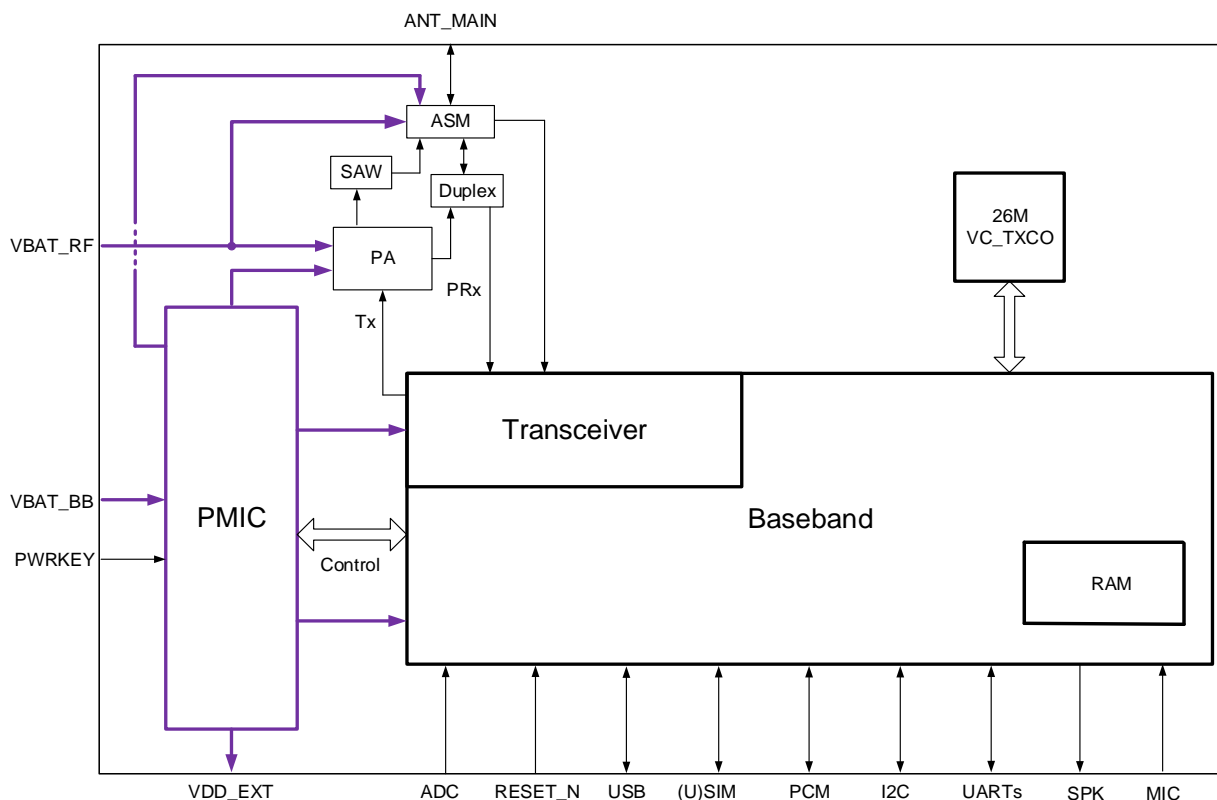 ANT_MAIN
ASM
SAW
Duplex
26M
VC_TXCO
VBAT_RF
PA
PRx
Tx
Transceiver
VBAT_BB
PMIC
Baseband
PWRKEY
Control
RAM
VDD_EXT
ADC
RESET_N
USB
(U)SIM
PCM
I2C
UARTs
SPK
MIC